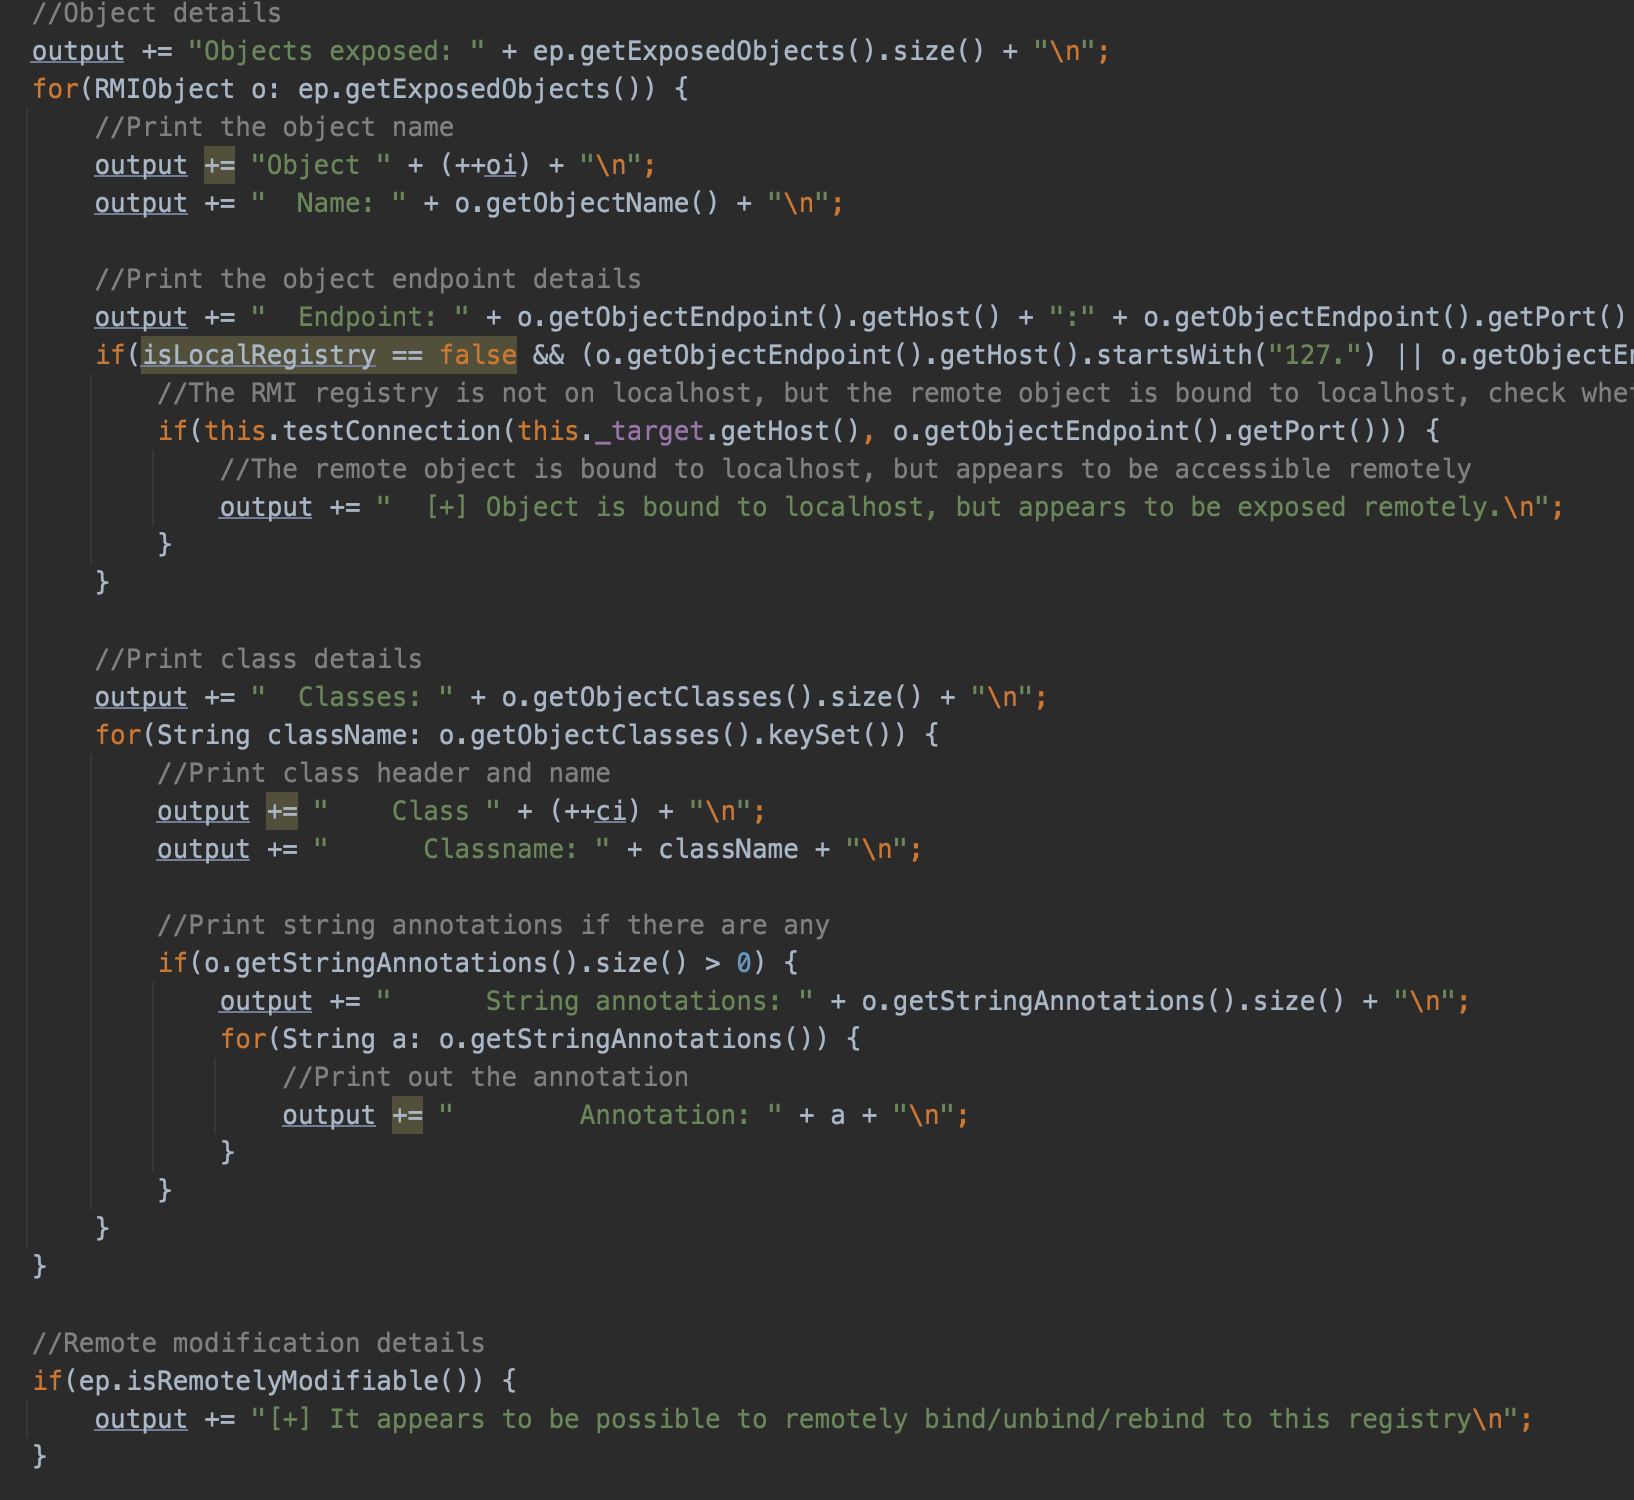 //Object details
output += "Objects exposed: " + ep.getExposedObjects().size() + "\n";
for(RMIObject o: ep.getExposedObjects()) {
    //Print the object name
    output += "Object " + (++oi) + "\n";
    output += "  Name: " + o.getObjectName() + "\n";

    //Print the object endpoint details
    output += "  Endpoint: " + o.getObjectEndpoint().getHost() + ":" + o.getObjectEndpoint().getPort()
    if(isLocalRegistry == false && (o.getObjectEndpoint().getHost().startsWith("127.") || o.getObjectEn
        //The RMI registry is not on localhost, but the remote object is bound to localhost, check whet
        if(this.testConnection(this._target.getHost(), o.getObjectEndpoint().getPort())) {
            //The remote object is bound to localhost, but appears to be accessible remotely
            output += "  [+] Object is bound to localhost, but appears to be exposed remotely.\n";
        }
    }

    //Print class details
    output += "  Classes: " + o.getObjectClasses().size() + "\n";
    for(String className: o.getObjectClasses().keySet()) {
        //Print class header and name
        output += "    Class " + (++ci) + "\n";
        output += "      Classname: " + className + "\n";

        //Print string annotations if there are any
        if(o.getStringAnnotations().size() > 0) {
            output += "      String annotations: " + o.getStringAnnotations().size() + "\n";
            for(String a: o.getStringAnnotations()) {
                //Print out the annotation
                output += "        Annotation: " + a + "\n";
            }
        }
    }
}

//Remote modification details
if(ep.isRemotelyModifiable()) {
    output += "[+] It appears to be possible to remotely bind/unbind/rebind to this registry\n";
}